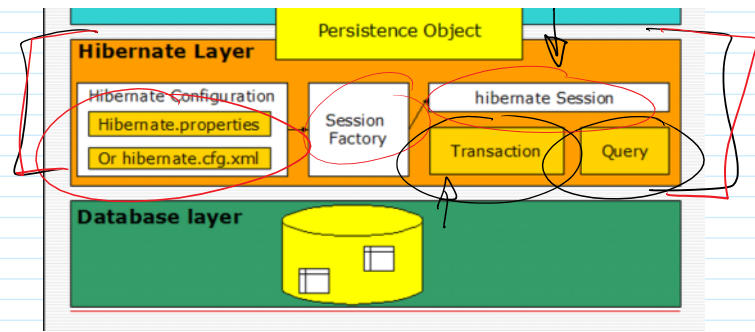 Persistence Object
Hibernate Layer
Hibernate Configuration
Hibernate.properties
Or hibernate.cfg.xml
Session
Factory
hibernate Session
Transaction
Query
Database layer